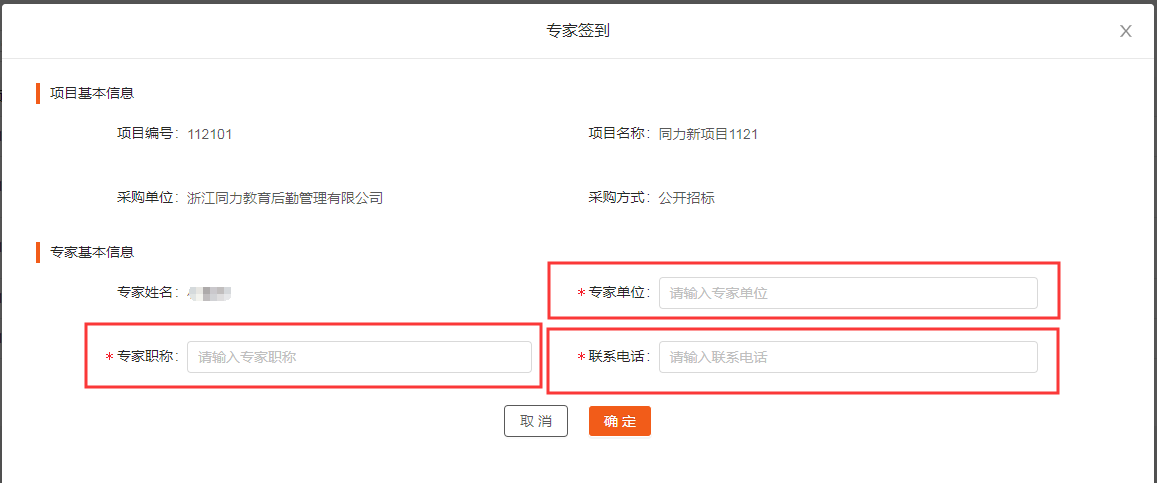 专家签到
项目基本信息
项目编号：112101
项目名称：同力新项目1121
采购单位：浙江同力教育后勤管理有限公司
采购方式：公开招标
专家基本信息
专家姓名：
* 专家单位：请输入专家单位
* 专家职称：请输入专家职称
* 联系电话：请输入联系电话
取 消
确 定